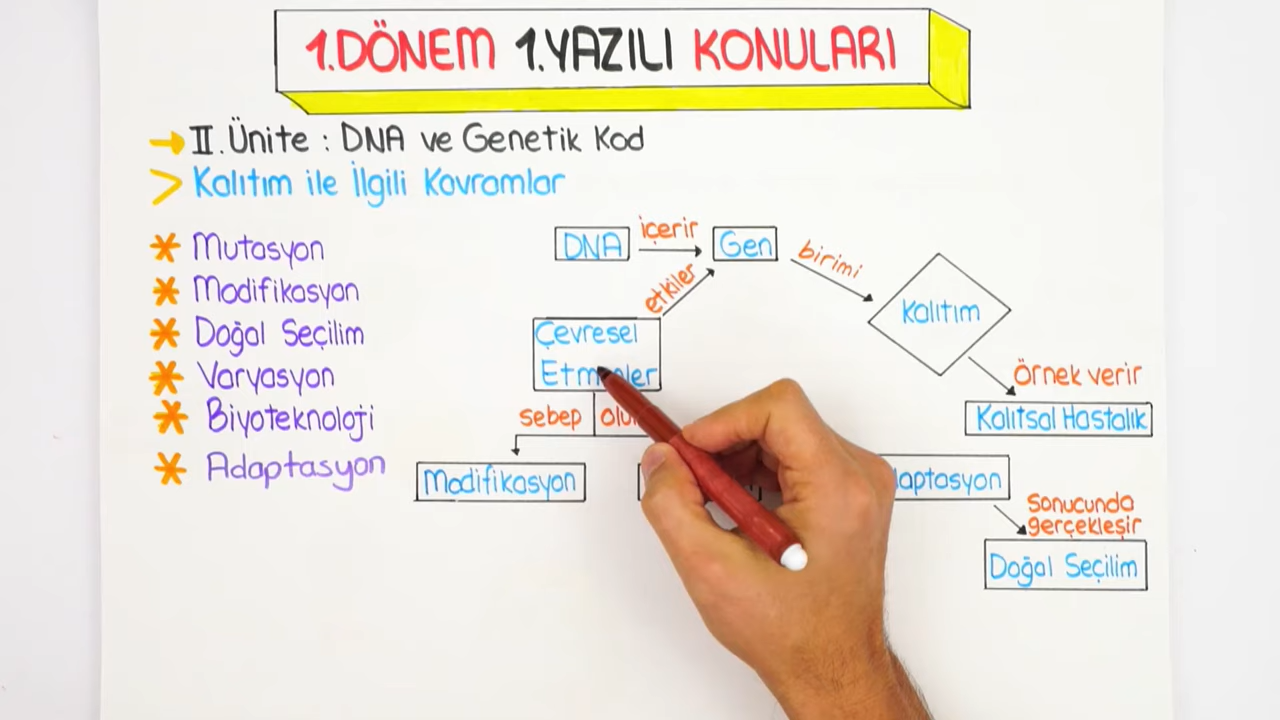 1.DÖNEM 1.YAZILI KONULARI
→ II. Ünite : DNA ve Genetik Kod
> Kalıtım ile İlgili Kavramlar
* Mutasyon
* Modifikasyon
* Doğal Seçilim
* Varyasyon
* Biyoteknoloji
* Adaptasyon
DNA
içerir
Gen
birimi
etkiler
Kalıtım
Çevresel
örnek verir
Kalıtsal Hastalık
sebep
Modifikasyon
sonucunda
gerçekleşir
Doğal Seçilim